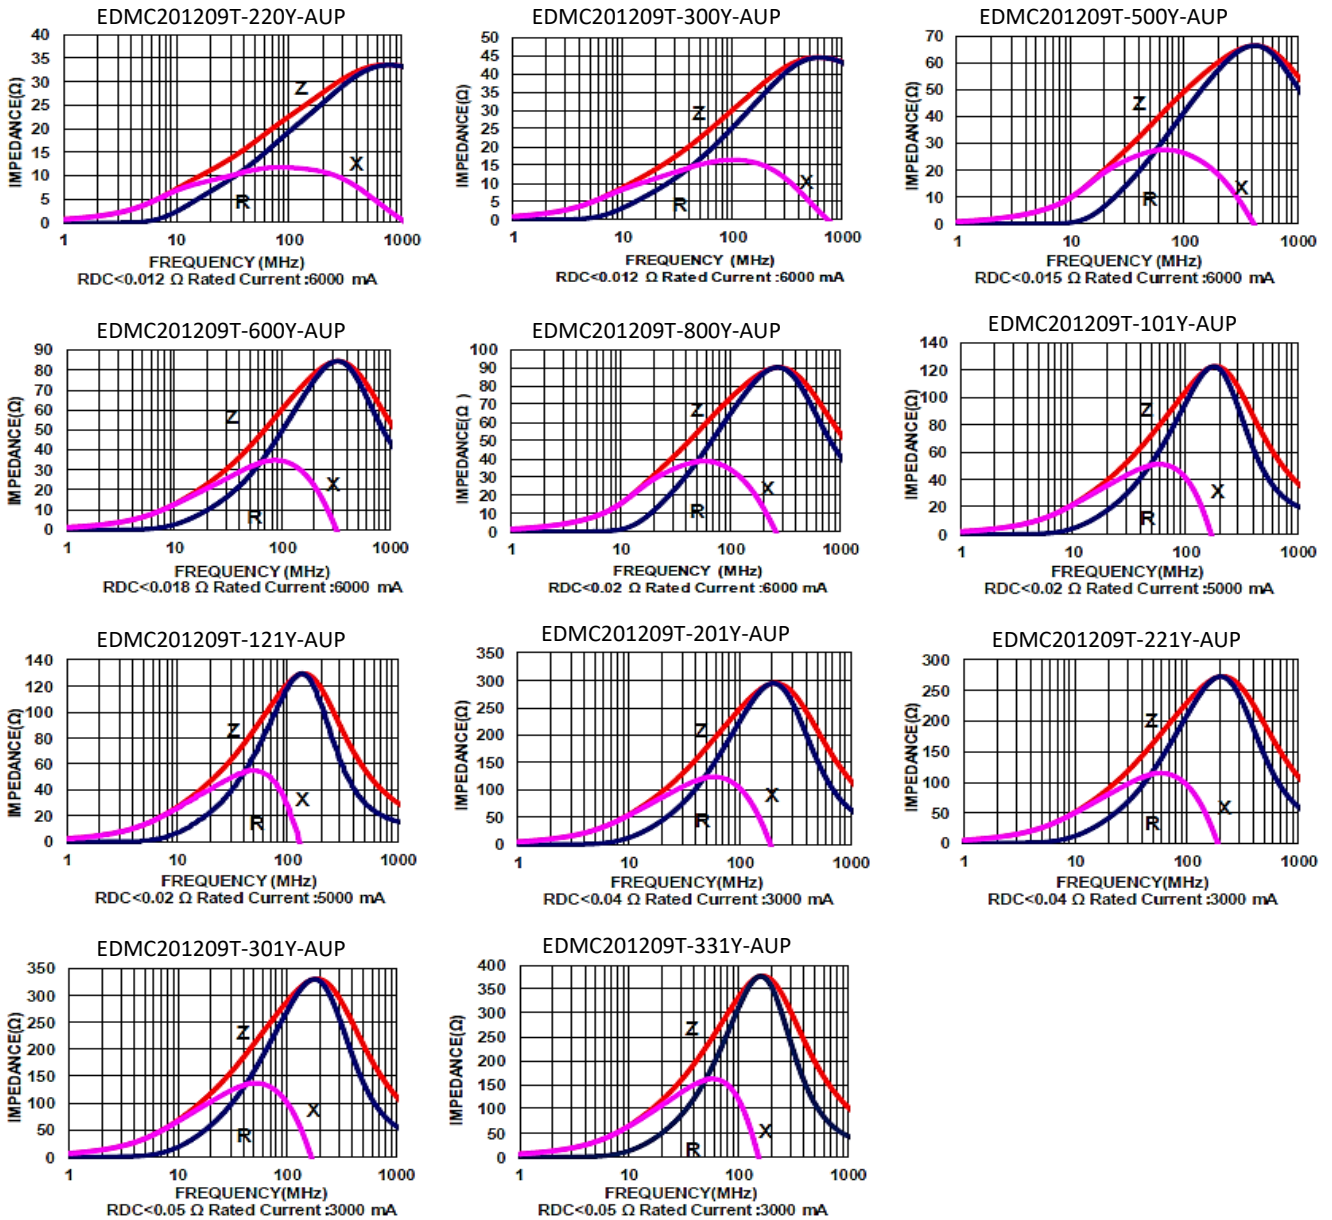 EDMC201209T-220Y-AUP
40
35
30
25
20
15
10
5
0
IMPEDANCE(Ω)
Z
X
R
1 10 100 1000
FREQUENCY (MHz)
RDC<0.012 Ω Rated Current :6000 mA
EDMC201209T-300Y-AUP
50
45
40
35
30
25
20
15
10
5
0
IMPEDANCE(Ω)
Z
X
R
1 10 100 1000
FREQUENCY (MHz)
RDC<0.012 Ω Rated Current :6000 mA
EDMC201209T-500Y-AUP
70
60
50
40
30
20
10
0
IMPEDANCE(Ω)
Z
X
R
1 10 100 1000
FREQUENCY (MHz)
RDC<0.015 Ω Rated Current :6000 mA
EDMC201209T-600Y-AUP
90
80
70
60
50
40
30
20
10
0
IMPEDANCE(Ω)
Z
X
R
1 10 100 1000
FREQUENCY (MHz)
RDC<0.018 Ω Rated Current :6000 mA
EDMC201209T-800Y-AUP
100
90
80
70
60
50
40
30
20
10
0
IMPEDANCE(Ω )
Z
X
R
1 10 100 1000
FREQUENCY (MHz)
RDC<0.02 Ω Rated Current :6000 mA
EDMC201209T-101Y-AUP
140
120
100
80
60
40
20
0
IMPEDANCE(Ω)
Z
X
R
1 10 100 1000
FREQUENCY (MHz)
RDC<0.02 Ω Rated Current :5000 mA
EDMC201209T-121Y-AUP
140
120
100
80
60
40
20
0
IMPEDANCE(Ω)
Z
X
R
1 10 100 1000
FREQUENCY (MHz)
RDC<0.02 Ω Rated Current :5000 mA
EDMC201209T-201Y-AUP
350
300
250
200
150
100
50
0
IMPEDANCE(Ω)
Z
X
R
1 10 100 1000
FREQUENCY(MHz)
RDC<0.04 Ω Rated Current :3000 mA
EDMC201209T-221Y-AUP
300
250
200
150
100
50
0
IMPEDANCE(Ω)
Z
X
R
1 10 100 1000
FREQUENCY(MHz)
RDC<0.04 Ω Rated Current :3000 mA
EDMC201209T-301Y-AUP
350
300
250
200
150
100
50
0
IMPEDANCE(Ω)
Z
X
R
1 10 100 1000
FREQUENCY(MHz)
RDC<0.05 Ω Rated Current :3000 mA
EDMC201209T-331Y-AUP
400
350
300
250
200
150
100
50
0
IMPEDANCE(Ω)
Z
X
R
1 10 100 1000
FREQUENCY(MHz)
RDC<0.05 Ω Rated Current :3000 mA